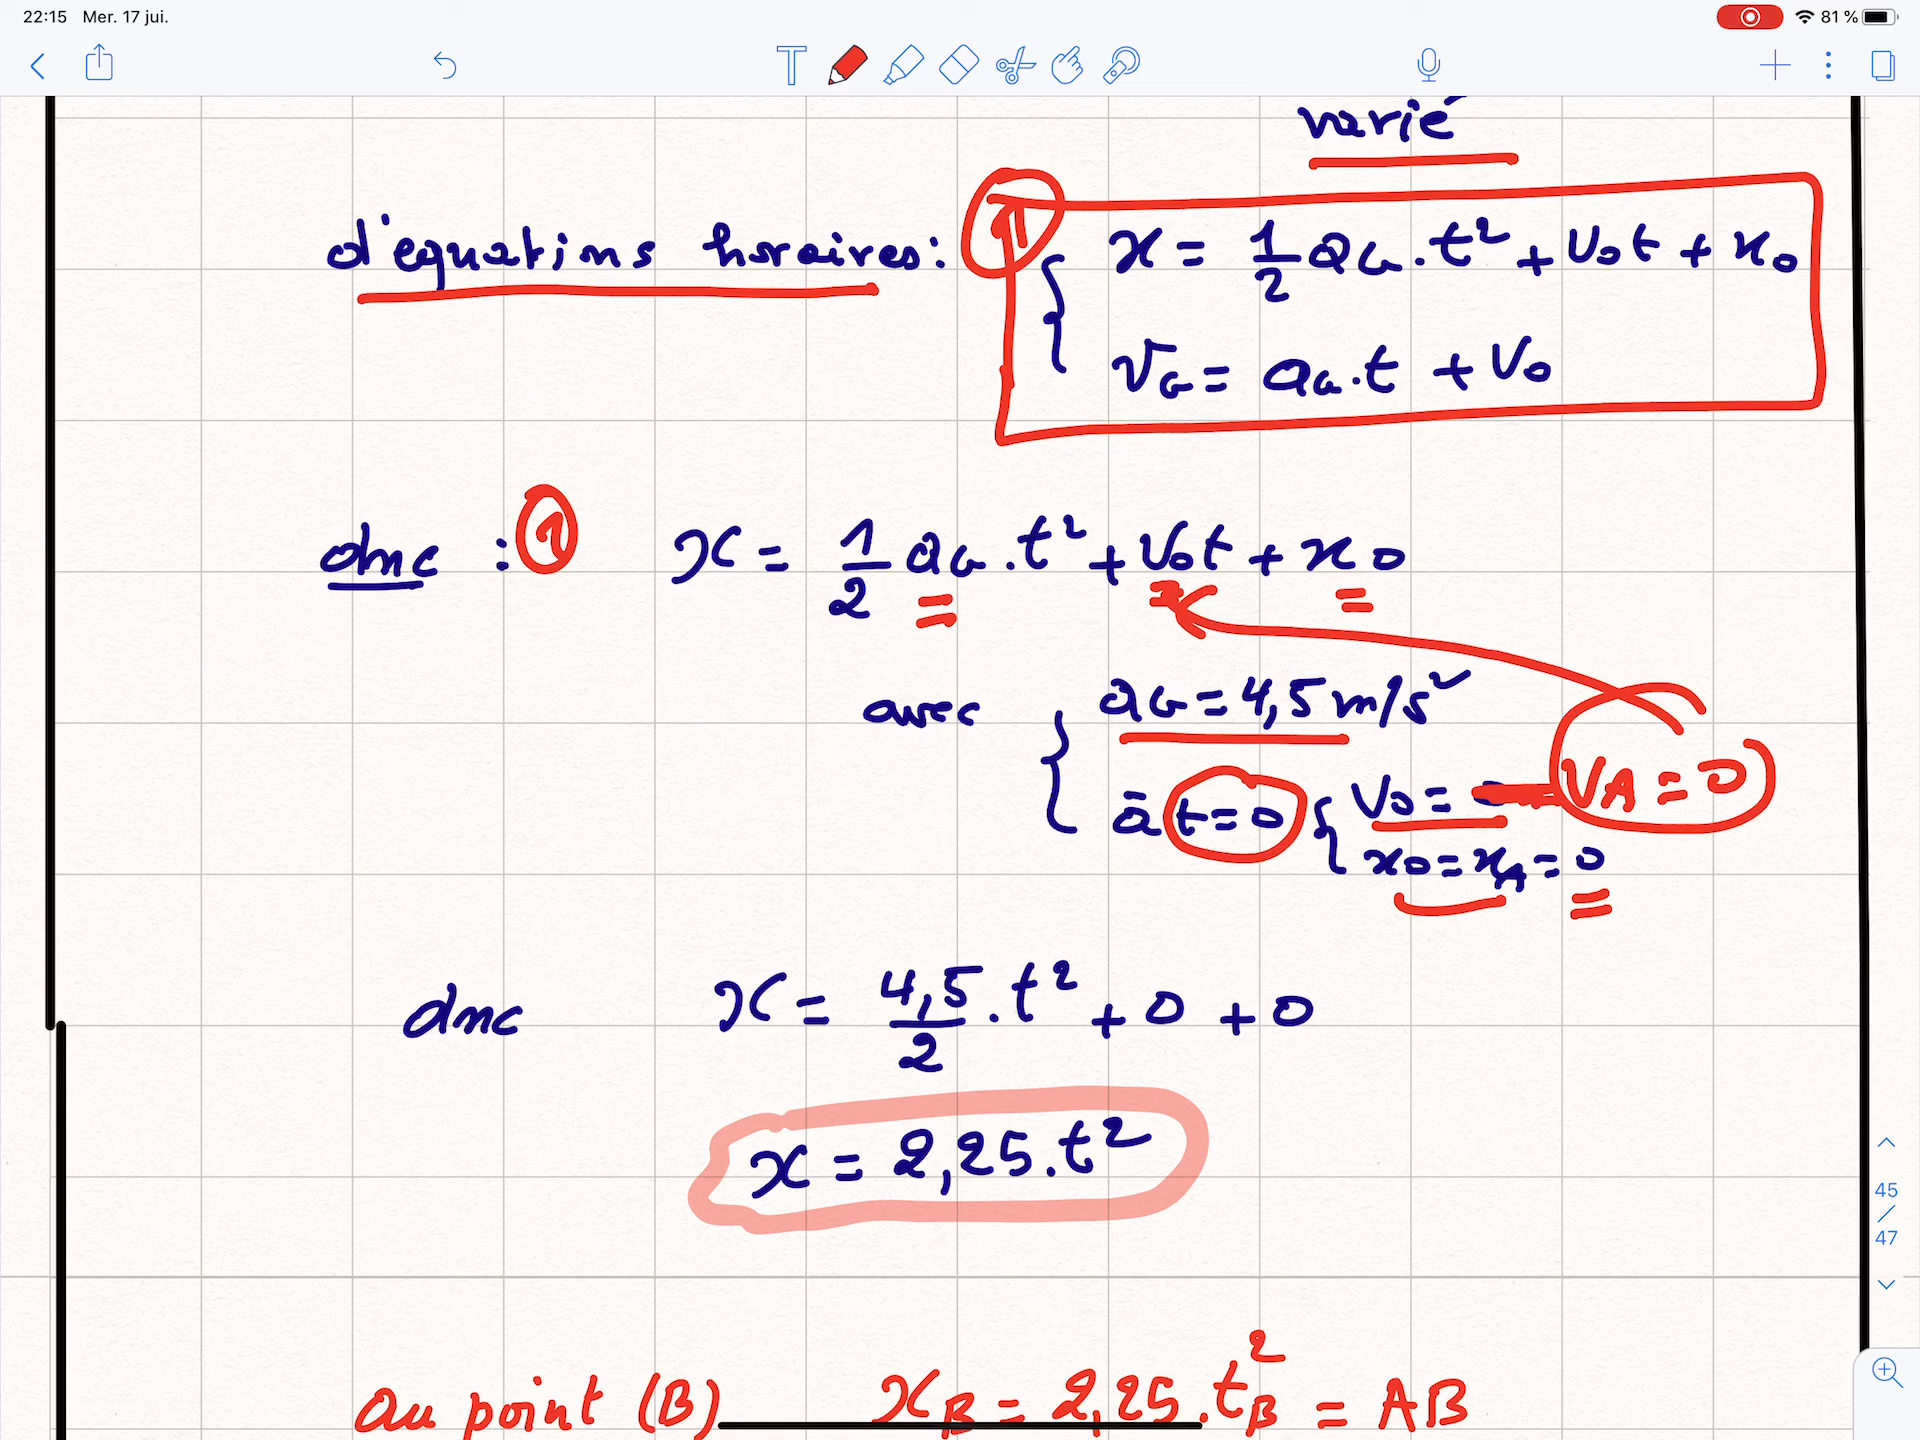 22:15 Mer. 17 jui. 81 %
varié
d'equations horaires: { x = 1/2 aG.t² + V0t + x0
VG = aG.t + V0
donc : 1 x = 1/2 aG.t² + V0t + x0
avec { aG = 4,5 m/s²
à t=0 { V0 = VA = 0
x0 = xA = 0
donc x = 4,5/2 .t² + 0 + 0
x = 2,25.t²
45
/
47
au point (B) xB = 2,25.tB² = AB